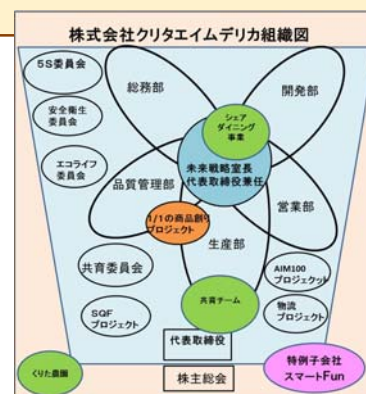 株式会社クリタエイムデリカ組織図
5S委員会
総務部
開発部
シェア
ダイニング
事業
安全衛生
委員会
未来戦略室長
代表取締役兼任
エコライフ
委員会
品質管理部
営業部
1/1の商品創り
プロジェクト
生産部
共育委員会
AIM100
プロジェケット
共育チーム
SQF
プロジェクト
物流
プロジェクト
代表取締役
くりた農園
株主総会
特例子会社
スマートFun